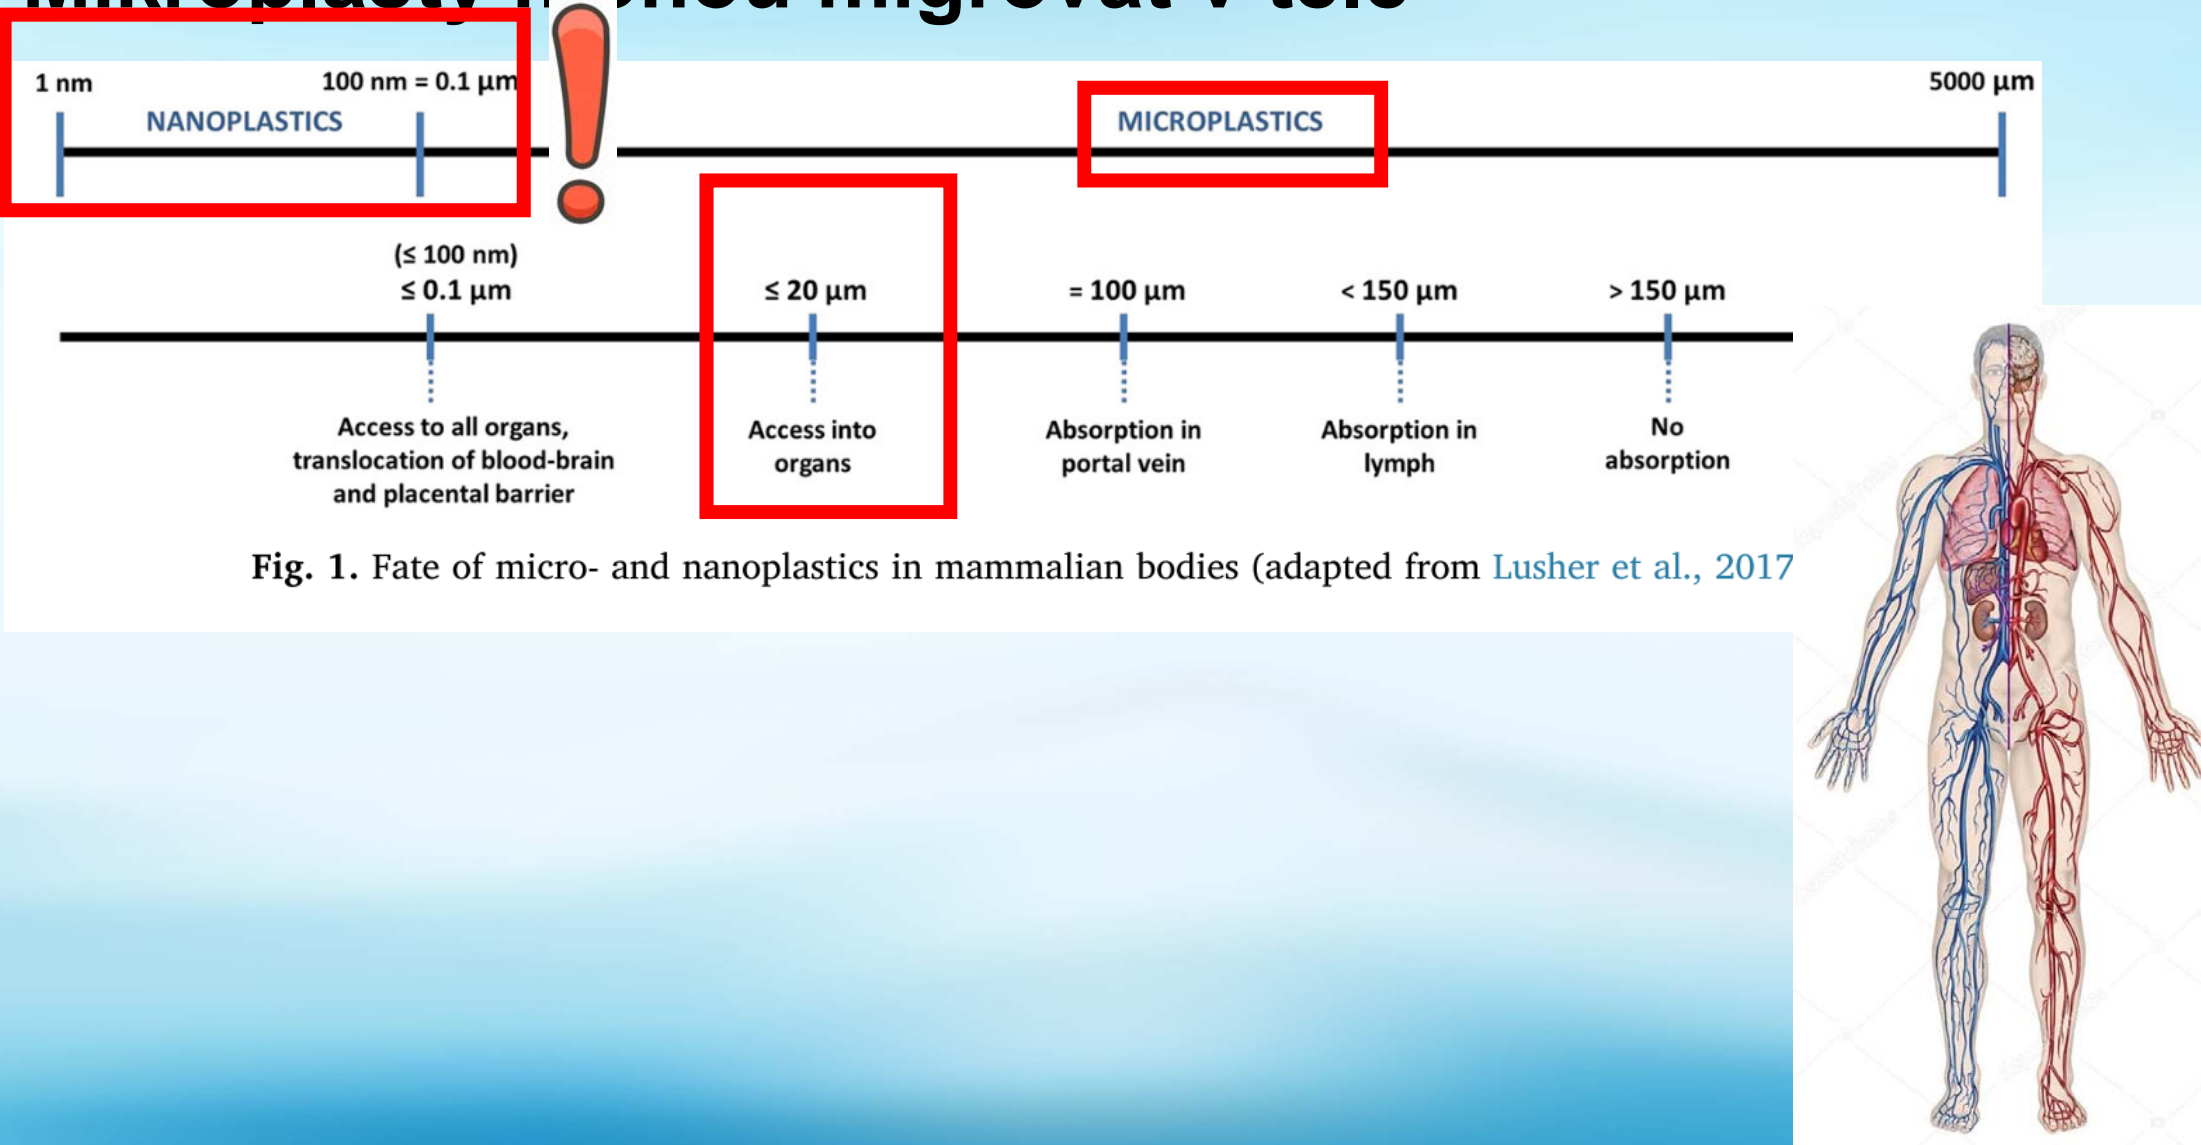 Mikroplasty migrovat v
1 nm
100 nm = 0.1 µm
5000 µm
NANOPLASTICS
MICROPLASTICS
(≤ 100 nm)
≤ 0.1 µm
≤ 20 µm
= 100 µm
< 150 µm
> 150 µm
Access to all organs,
translocation of blood-brain
and placental barrier
Access into
organs
Absorption in
portal vein
Absorption in
lymph
No
absorption
Fig. 1. Fate of micro- and nanoplastics in mammalian bodies (adapted from Lusher et al., 2017